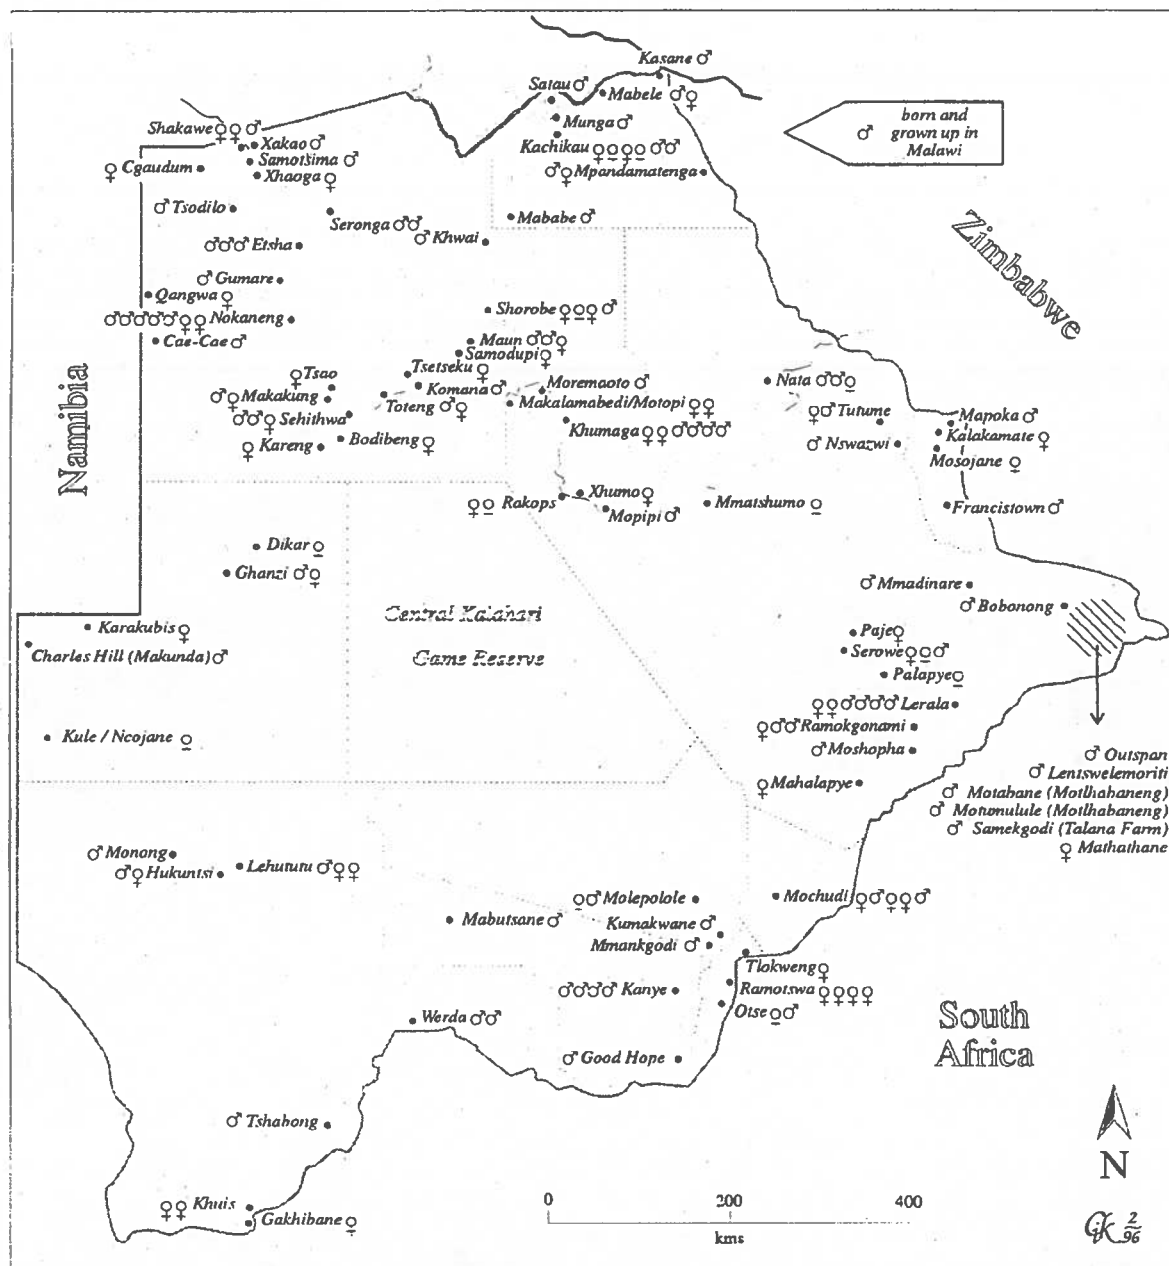 Kasane ♂
Satau ♂
Mabele ♂♀
born and
♂ grown up in
Malawi
Munga ♂
Shakawe ♀♀♂
Xakao ♂
Kachikau ♀♀♀♀♂♂
Samotsima ♂
♀ Cgaudum
Xhaoga ♀
♂♀ Mpandamatenga
♂ Tsodilo
Seronga ♂♂
Mababe ♂
♂♂♂ Etsha
♂ Khwai
Zimbabwe
♂ Gumare
Qangwa ♀
Shorobe ♀♀♀♂
♂♂♂♂♂♀♀ Nokaneng
Cae-Cae ♂
Maun ♂♂♀
Samodupi ♀
Namibia
♀ Tsao
Tsetseku ♀
Komana ♂
Moremaoto ♂
Nata ♂♂♀
♂♀ Makakung
Toteng ♂♀
Makalamabedi/Motopi ♀♀
♂♂♀ Sehithwa
♀♂ Tutume
Mapoka ♂
Khumaga ♀♀♂♂♂♂
Kalakamate ♀
♀ Kareng
Bodibeng ♀
♂ Nswazwi
Mosojane ♀
♀♀ Rakops
Xhumo ♀
Mopipi ♂
Mmatshumo ♀
Francistown ♂
Dikar ♀
Ghanzi ♂♀
♂ Mmadinare
Central Kalahari
Game Reserve
♂ Bobonong
Karakubis ♀
Charles Hill (Makunda) ♂
Paje ♀
Serowe ♀♀♂
Palapye ♀
♀♀♂♂♂♂ Lerala
♀♂♂ Ramokgonami
Kule / Ncojane ♀
♂ Moshopha
♂ Outspan
♂ Lentswelemoriti
♀ Mahalapye
♂ Motabane (Motlhabaneng)
♂ Motumulule (Motlhabaneng)
♂ Samekgodi (Talana Farm)
♀ Mathathane
♂ Monong
♂♀ Hukuntsi
Lehututu ♂♀♀
♀♂ Molepolole
Mochudi ♀♂♀♀♂
Mabutsane ♂
Kumakwane ♂
Mmankgodi ♂
Tlokweng ♀
♂♂♂♂ Kanye
Ramotswa ♀♀♀♀
Otse ♀♂
Werda ♂♂
South
Africa
♂ Good Hope
♂ Tshabong
N
♀♀ Khuis
Gakhibane ♀
0 200 400
kms
2/96